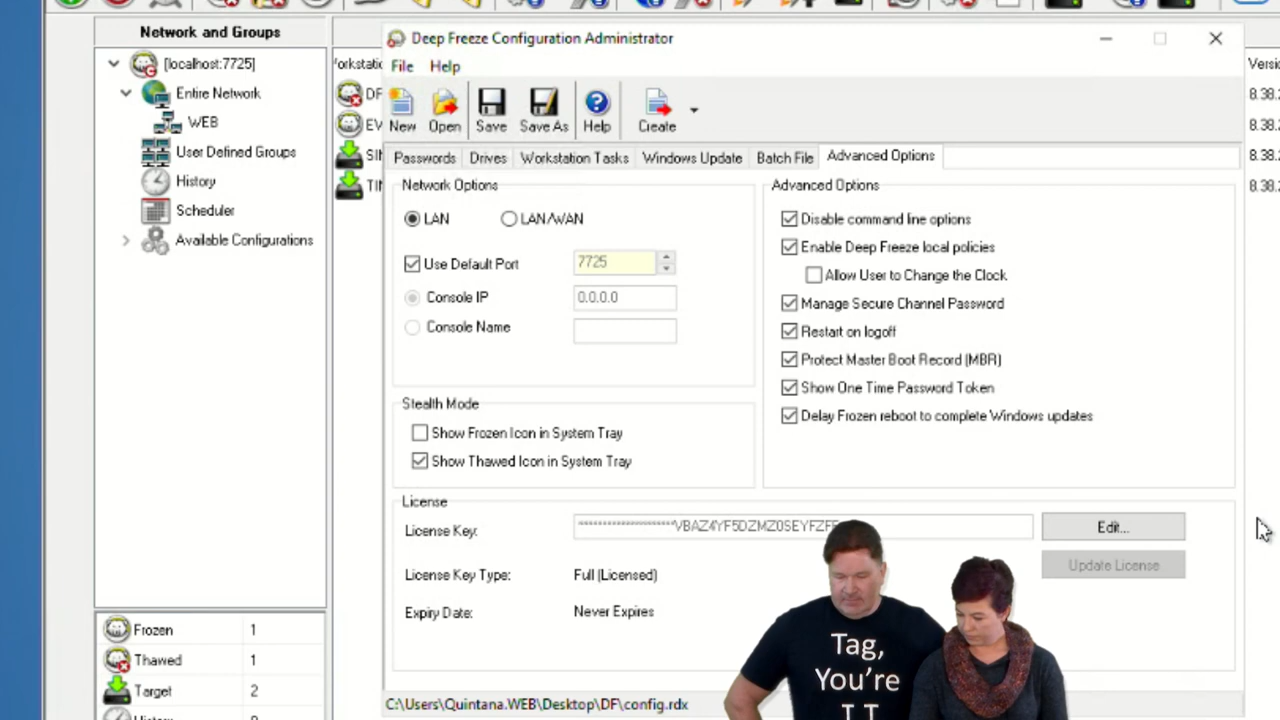 Network and Groups
[localhost:7725]
Entire Network
WEB
User Defined Groups
History
Scheduler
Available Configurations
Frozen 1
Thawed 1
Target 2
Deep Freeze Configuration Administrator
File Help
New Open Save Save As Help Create
Passwords Drives Workstation Tasks Windows Update Batch File Advanced Options
Network Options
LAN LAN/WAN
Use Default Port 7725
Console IP 0.0.0.0
Console Name
Stealth Mode
Show Frozen Icon in System Tray
Show Thawed Icon in System Tray
Advanced Options
Disable command line options
Enable Deep Freeze local policies
Allow User to Change the Clock
Manage Secure Channel Password
Restart on logoff
Protect Master Boot Record (MBR)
Show One Time Password Token
Delay Frozen reboot to complete Windows updates
License
License Key: Edit...
License Key Type: Full (Licensed) Update License
Expiry Date: Never Expires
C:\Users\Quintana.WEB\Desktop\DF\config.rdx
8.38.
8.38.
8.38.
8.38.
Tag,
You're
I T